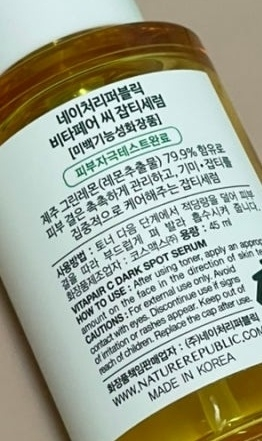 네이처리퍼블릭
비타페어 씨 잡티세럼
[미백기능성화장품]
피부자극테스트완료
제주 그린레몬(레몬추출물) 79.9% 함유로
피부 결은 촉촉하게 관리하고, 기미·잡티를
집중적으로 케어해주는 잡티세럼
사용방법 : 토너 다음 단계에서 적당량을 덜어 피부
결을 따라 부드럽게 펴 발라 흡수시켜 줍니다.
화장품제조업자 : 코스맥스㈜ 용량 : 45 ml
VITAPAIR C DARK SPOT SERUM
HOW TO USE : After using toner, apply an approp
amount on the face in the direction of skin te
CAUTIONS : For external use only. Avoid
contact with eyes. Discontinue use if signs
of irritation or rashes appear. Keep out of
reach of children. Replace the cap after use.
화장품책임판매업자 : (주)네이처리퍼블릭
WWW.NATUREREPUBLIC.COM
MADE IN KOREA